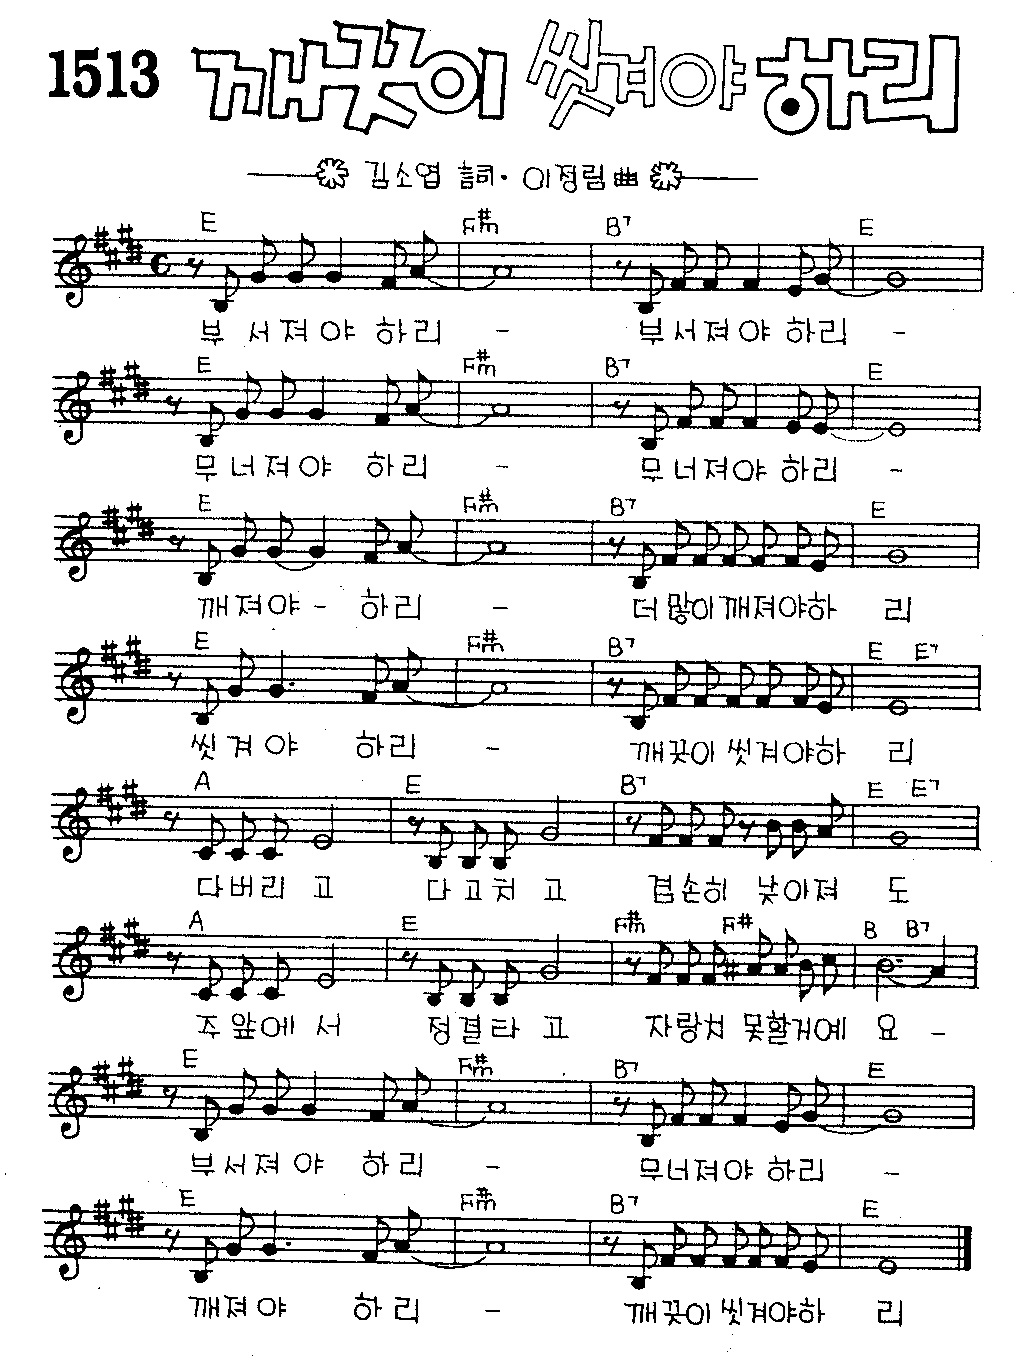 1513 깨끗이 씻겨야 하리
김소엽 詞·이정림 曲
E F#m B7 E
부 서 져 야 하 리 - 부 서 져 야 하 리 -
E F#m B7 E
무 너 져 야 하 리 - 무 너 져 야 하 리 -
E F#m B7 E
깨 져 야 - 하 리 - 더 많이 깨져야하 리
E F#m B7 E E7
씻 겨 야 하 리 - 깨끗이 씻겨야하 리
A E B7 E E7
다버리 고 다고치 고 겸손히 낮아져 도
A E F#m F# B B7
주앞에 서 정결라 고 자랑쳐 못할거예 요 -
E F#m B7 E
부서져 야 하 리 - 무너져야 하리 -
E F#m B7 E
깨져 야 하 리 - 깨끗이 씻겨야하 리